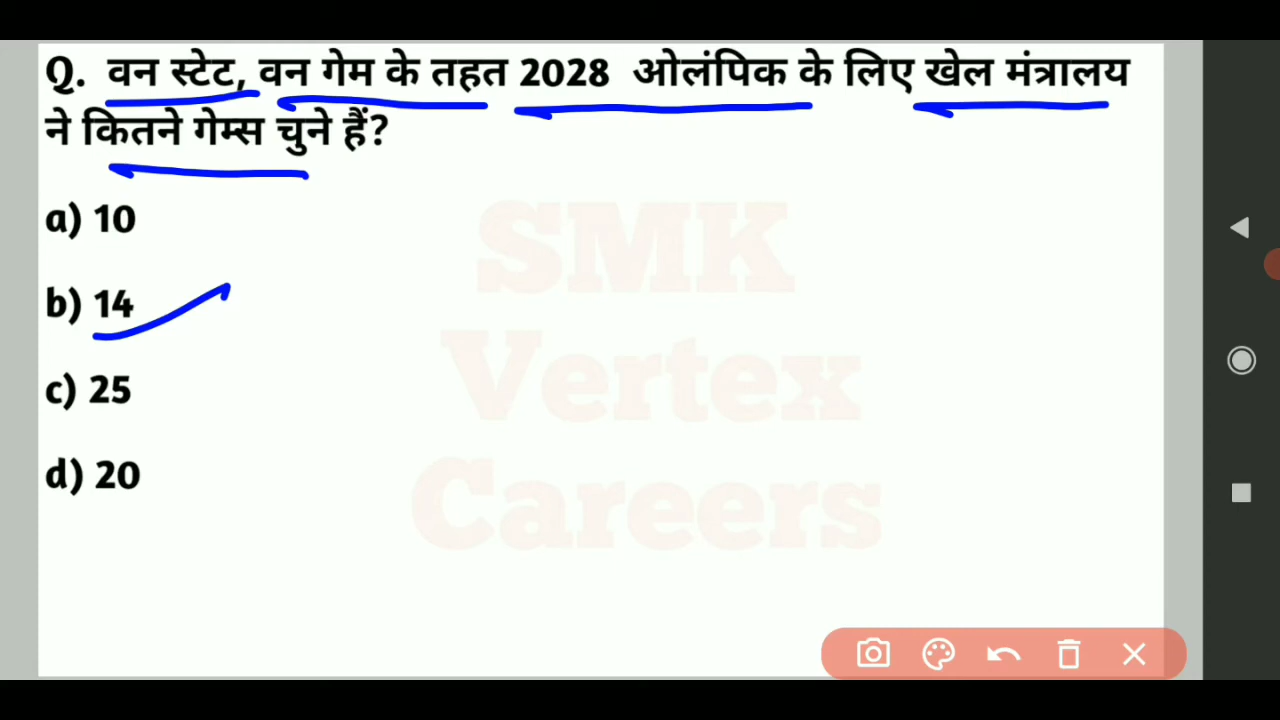 Q. वन स्टेट, वन गेम के तहत 2028 ओलंपिक के लिए खेल मंत्रालय
ने कितने गेम्स चुने हैं?
a) 10
b) 14
c) 25
d) 20
SMK
Vertex
Careers